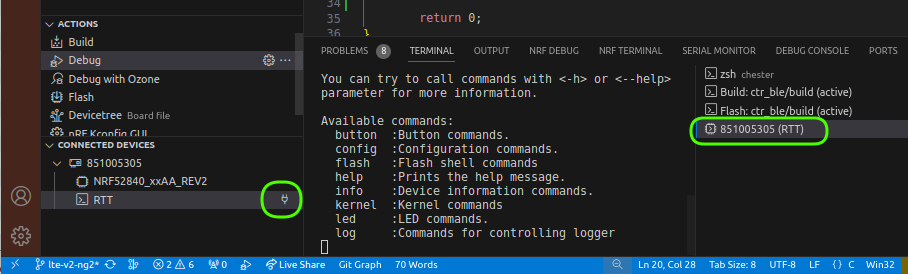 ACTIONS
Build
Debug
Debug with Ozone
Flash
Devicetree Board file
nRF Kconfig GUI
CONNECTED DEVICES
851005305
NRF52840_xxAA_REV2
RTT
34
35 return 0;
36 }
PROBLEMS 8 TERMINAL OUTPUT NRF DEBUG NRF TERMINAL SERIAL MONITOR DEBUG CONSOLE PORTS
You can try to call commands with <-h> or <--help>
parameter for more information.
Available commands:
button :Button commands.
config :Configuration commands.
flash :Flash shell commands
help :Prints the help message.
info :Device information commands.
kernel :Kernel commands
led :LED commands.
log :Commands for controlling logger
zsh chester
Build: ctr_ble/build (active)
Flash: ctr_ble/build (active)
851005305 (RTT)
lte-v2-ng2* 2 6 Live Share Git Graph 70 Words Ln 20, Col 28 Tab Size: 8 UTF-8 LF {} C Win32